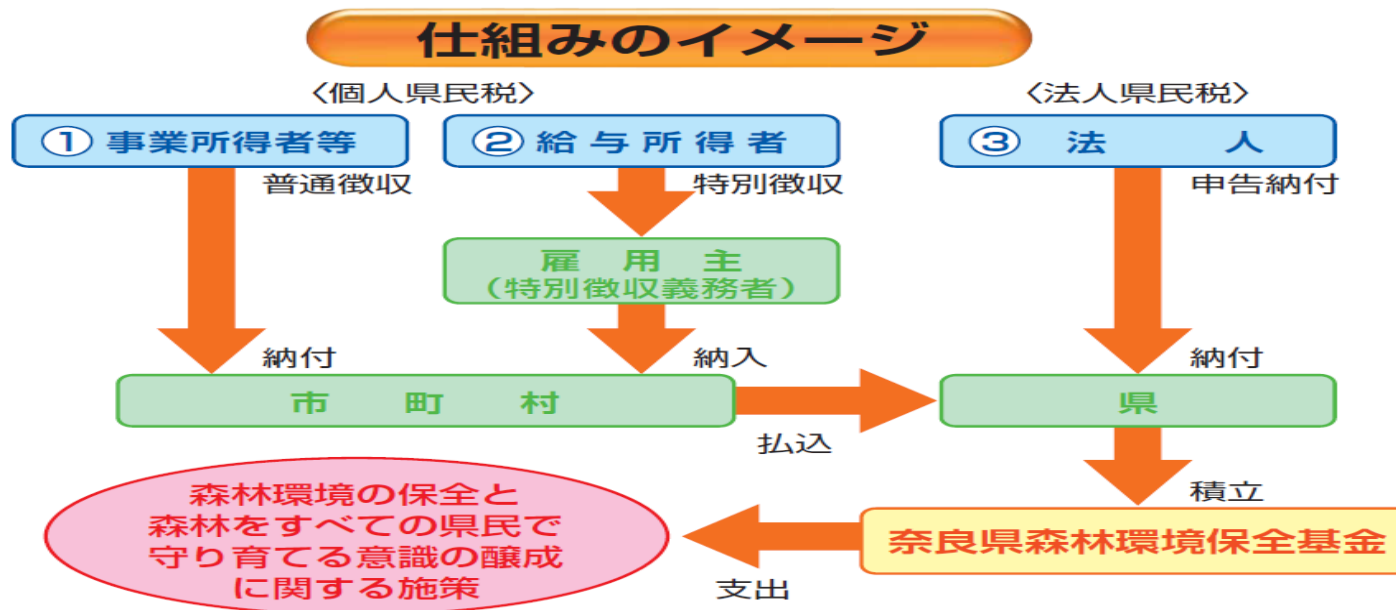 仕組みのイメージ
〈個人県民税〉
〈法人県民税〉
①事業所得者等
②給与所得者
③法人
普通徴収
特別徴収
申告納付
雇用主
(特別徴収義務者)
納付
納入
納付
市町村
県
払込
積立
森林環境の保全と
森林をすべての県民で
守り育てる意識の醸成
に関する施策
奈良県森林環境保全基金
支出